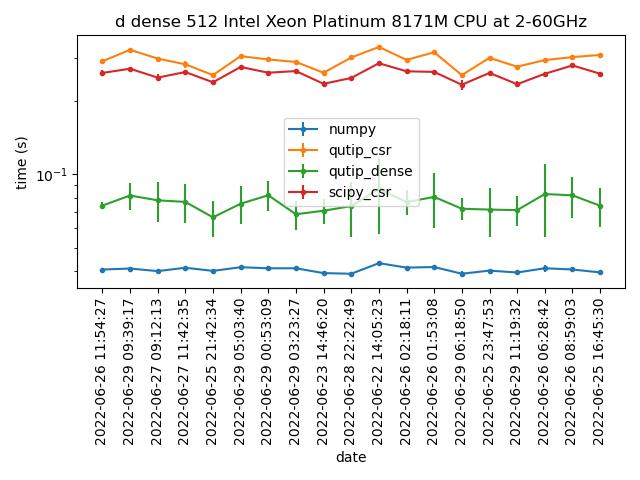 d dense 512 Intel Xeon Platinum 8171M CPU at 2-60GHz
time (s)
10⁻¹
numpy
qutip_csr
qutip_dense
scipy_csr
2022-06-26 11:54:27
2022-06-29 09:39:17
2022-06-27 09:12:13
2022-06-27 11:42:35
2022-06-25 21:42:34
2022-06-29 05:03:40
2022-06-29 00:53:09
2022-06-29 03:23:27
2022-06-23 14:46:20
2022-06-28 22:22:49
2022-06-22 14:05:23
2022-06-26 02:18:11
2022-06-26 01:53:08
2022-06-29 06:18:50
2022-06-25 23:47:53
2022-06-29 11:19:32
2022-06-26 06:28:42
2022-06-26 08:59:03
2022-06-25 16:45:30
date